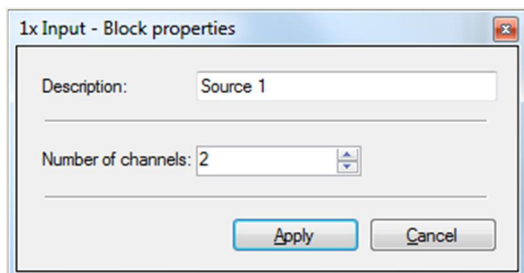 1x Input - Block properties
Description: Source 1
Number of channels: 2
Apply Cancel